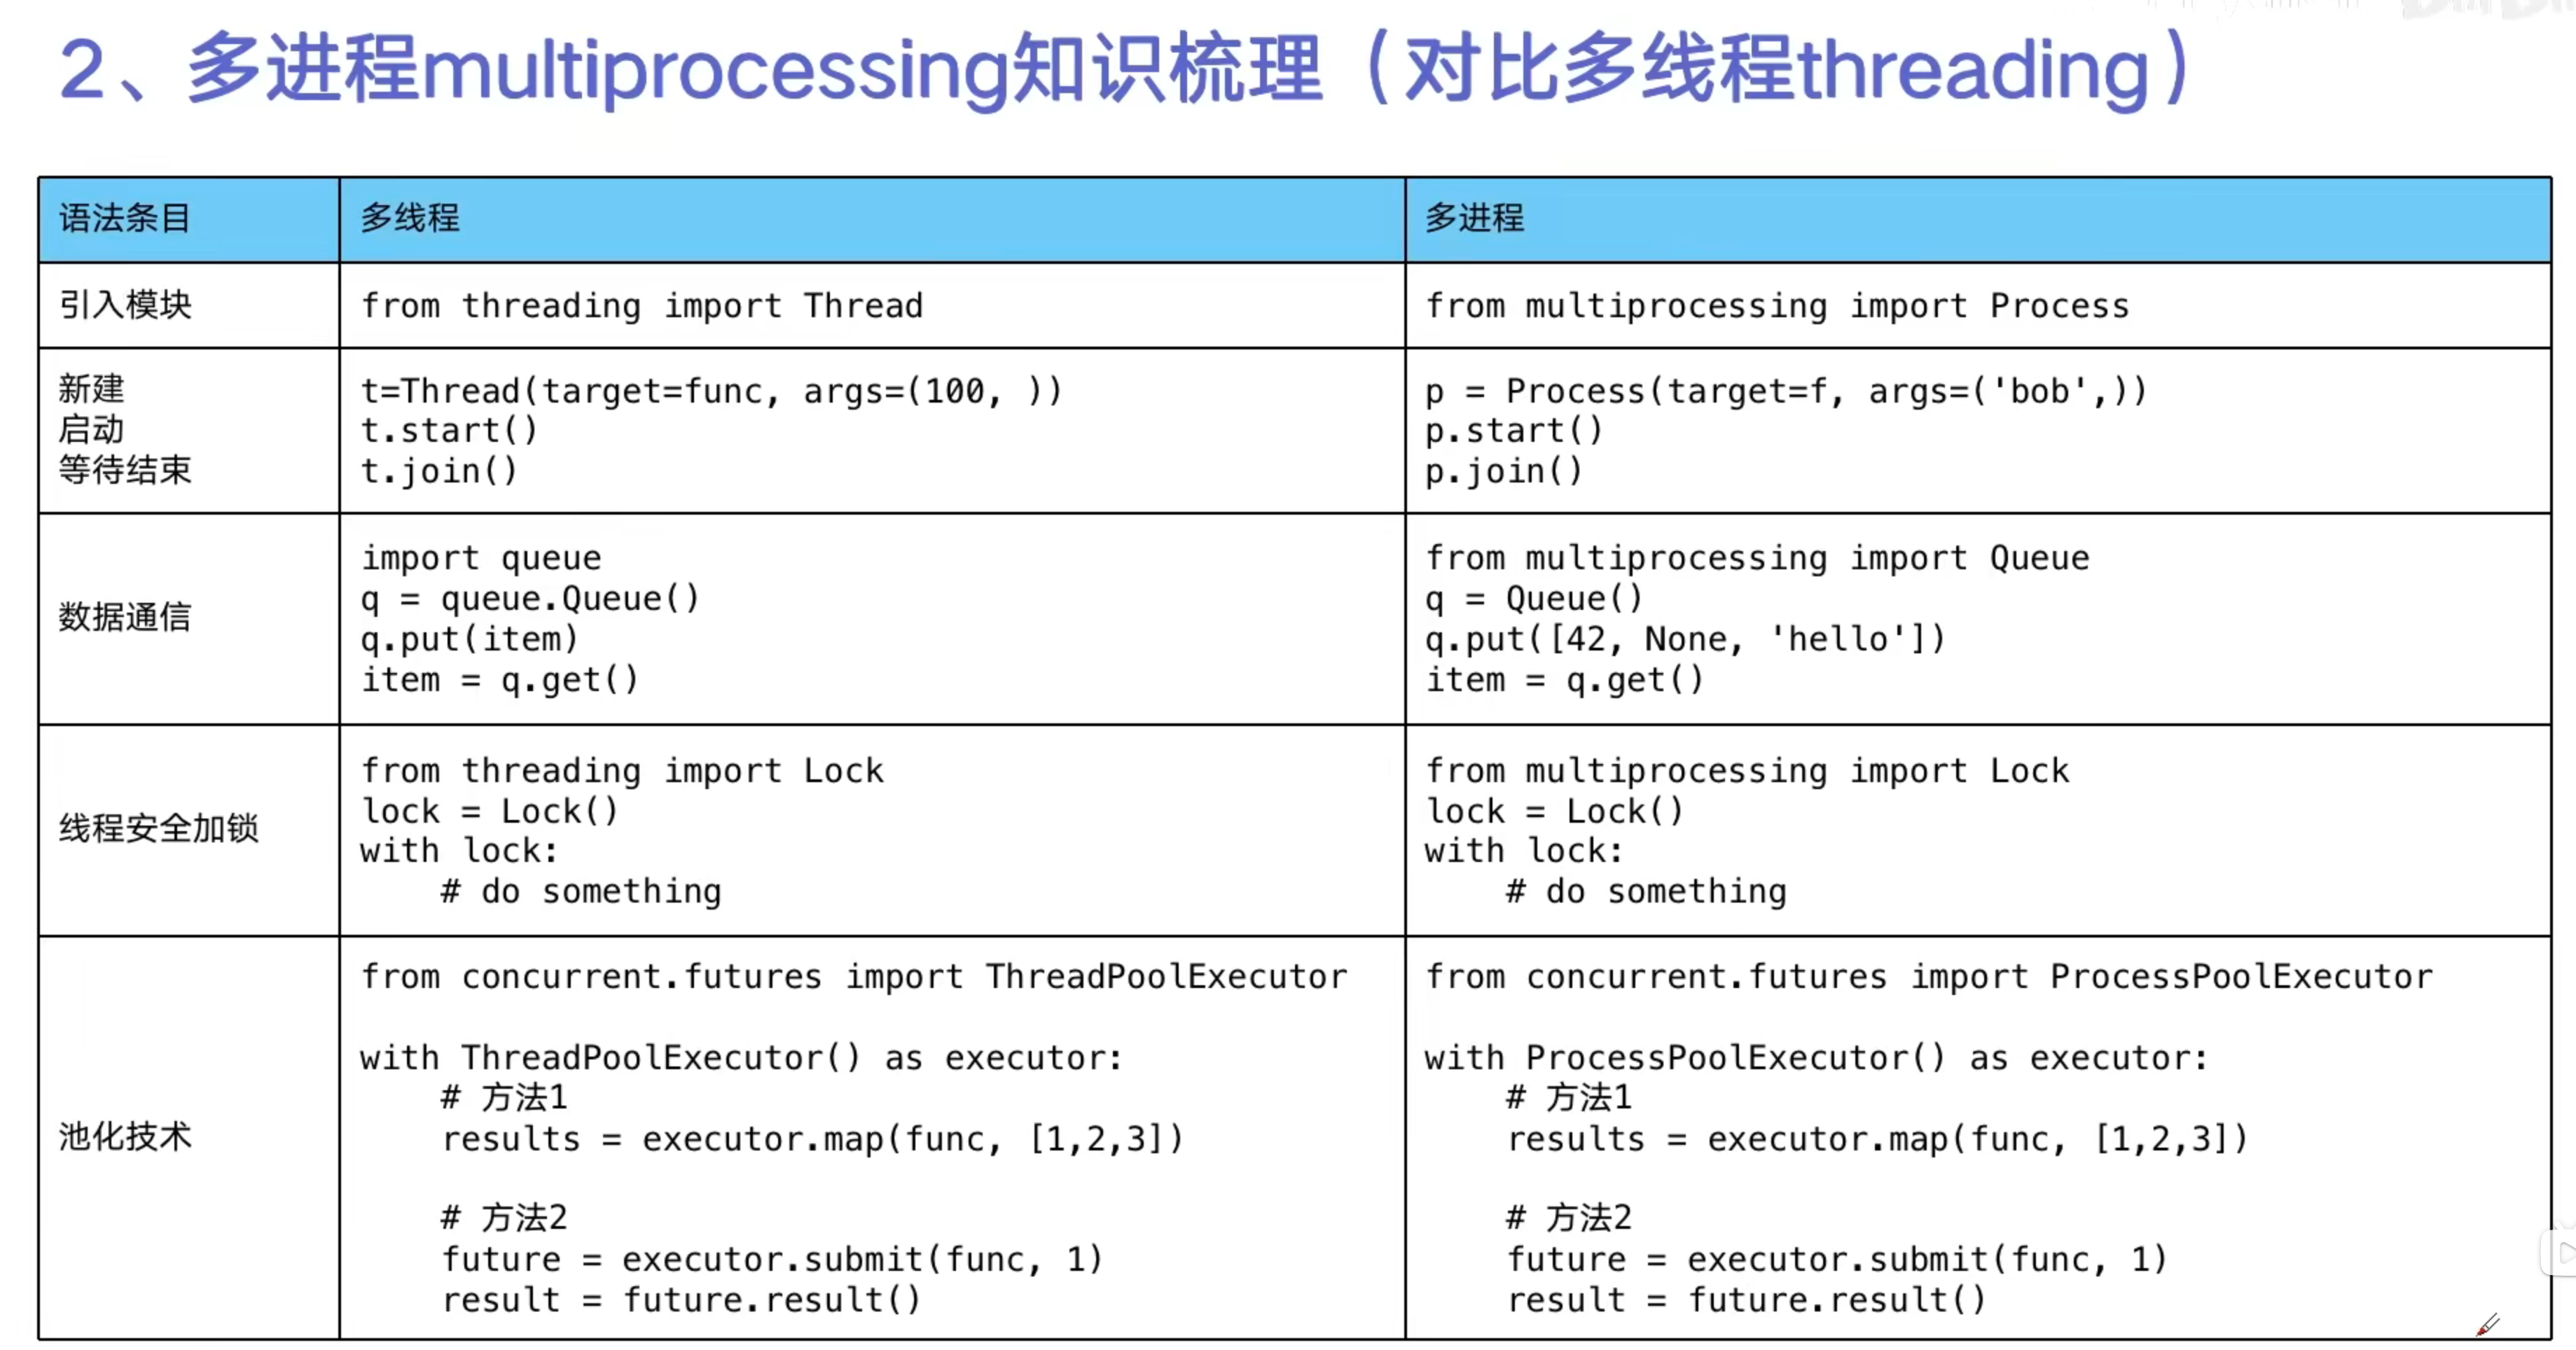 2、多进程multiprocessing知识梳理（对比多线程threading）
语法条目
多线程
多进程
引入模块
from threading import Thread
from multiprocessing import Process
新建
启动
等待结束
t=Thread(target=func, args=(100, ))
t.start()
t.join()
p = Process(target=f, args=('bob',))
p.start()
p.join()
数据通信
import queue
q = queue.Queue()
q.put(item)
item = q.get()
from multiprocessing import Queue
q = Queue()
q.put([42, None, 'hello'])
item = q.get()
线程安全加锁
from threading import Lock
lock = Lock()
with lock:
    # do something
from multiprocessing import Lock
lock = Lock()
with lock:
    # do something
池化技术
from concurrent.futures import ThreadPoolExecutor
with ThreadPoolExecutor() as executor:
    # 方法1
    results = executor.map(func, [1,2,3])
    # 方法2
    future = executor.submit(func, 1)
    result = future.result()
from concurrent.futures import ProcessPoolExecutor
with ProcessPoolExecutor() as executor:
    # 方法1
    results = executor.map(func, [1,2,3])
    # 方法2
    future = executor.submit(func, 1)
    result = future.result()